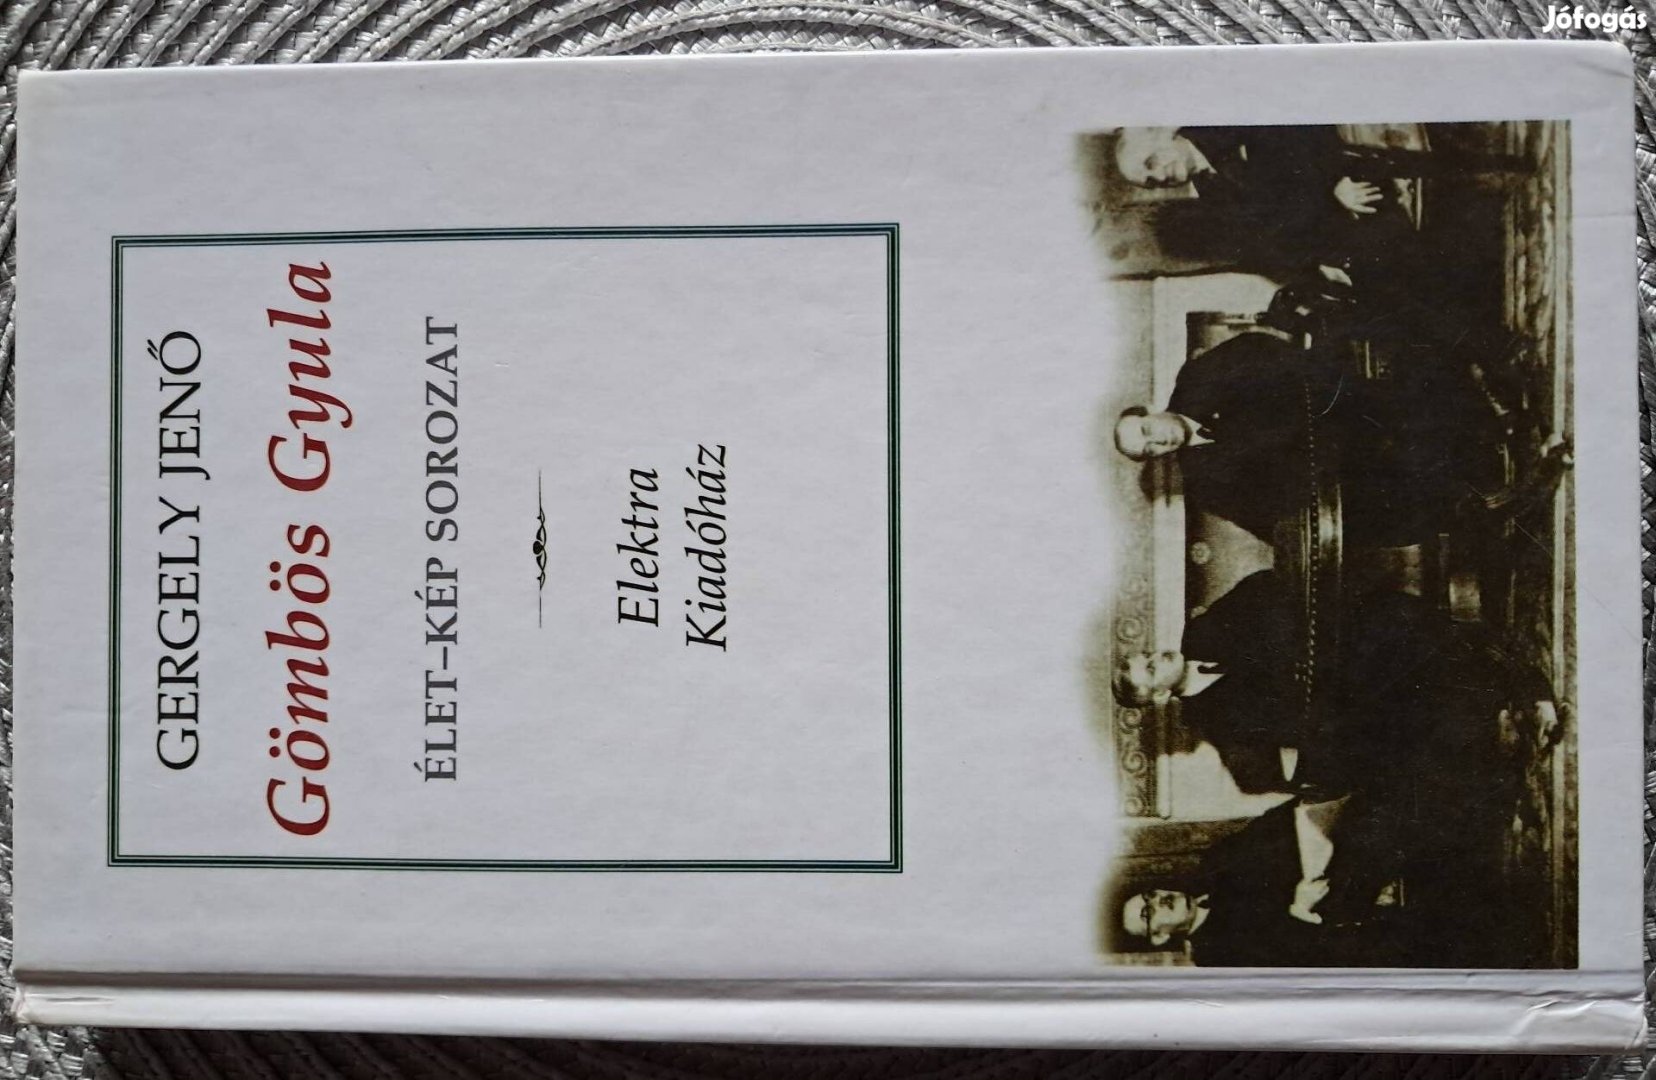 Jófogás
GERGELY JENŐ
Gömbös Gyula
ÉLET–KÉP SOROZAT
Elektra
Kiadóház